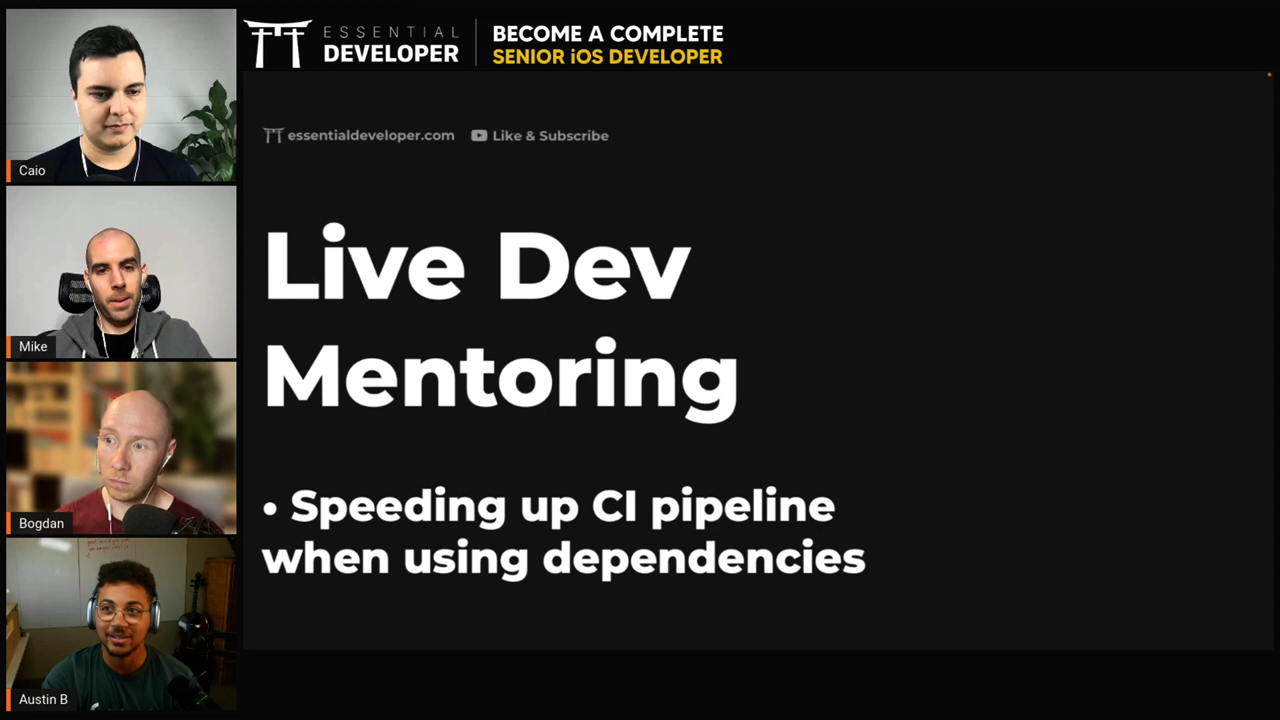 Caio
Mike
Bogdan
Austin B
ESSENTIAL
DEVELOPER
BECOME A COMPLETE
SENIOR iOS DEVELOPER
essentialdeveloper.com
Like & Subscribe
Live Dev
Mentoring
• Speeding up CI pipeline
when using dependencies